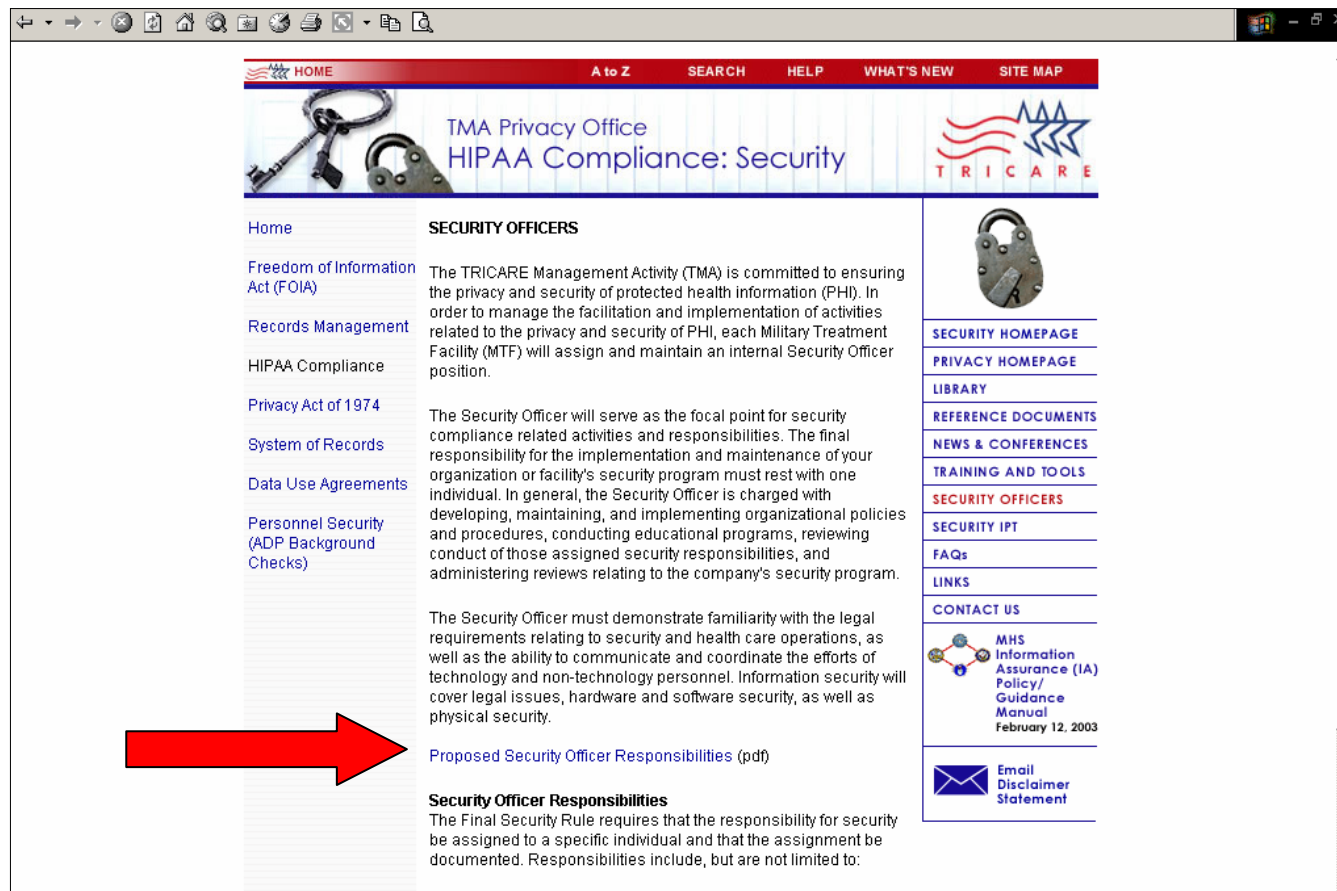 HOME A to Z SEARCH HELP WHAT'S NEW SITE MAP
TMA Privacy Office
HIPAA Compliance: Security
TRICARE
Home
Freedom of Information
Act (FOIA)
Records Management
HIPAA Compliance
Privacy Act of 1974
System of Records
Data Use Agreements
Personnel Security
(ADP Background
Checks)
SECURITY OFFICERS
The TRICARE Management Activity (TMA) is committed to ensuring
the privacy and security of protected health information (PHI). In
order to manage the facilitation and implementation of activities
related to the privacy and security of PHI, each Military Treatment
Facility (MTF) will assign and maintain an internal Security Officer
position.
The Security Officer will serve as the focal point for security
compliance related activities and responsibilities. The final
responsibility for the implementation and maintenance of your
organization or facility's security program must rest with one
individual. In general, the Security Officer is charged with
developing, maintaining, and implementing organizational policies
and procedures, conducting educational programs, reviewing
conduct of those assigned security responsibilities, and
administering reviews relating to the company's security program.
The Security Officer must demonstrate familiarity with the legal
requirements relating to security and health care operations, as
well as the ability to communicate and coordinate the efforts of
technology and non-technology personnel. Information security will
cover legal issues, hardware and software security, as well as
physical security.
Proposed Security Officer Responsibilities (pdf)
Security Officer Responsibilities
The Final Security Rule requires that the responsibility for security
be assigned to a specific individual and that the assignment be
documented. Responsibilities include, but are not limited to:
SECURITY HOMEPAGE
PRIVACY HOMEPAGE
LIBRARY
REFERENCE DOCUMENTS
NEWS & CONFERENCES
TRAINING AND TOOLS
SECURITY OFFICERS
SECURITY IPT
FAQs
LINKS
CONTACT US
MHS
Information
Assurance (IA)
Policy/
Guidance
Manual
February 12, 2003
Email
Disclaimer
Statement